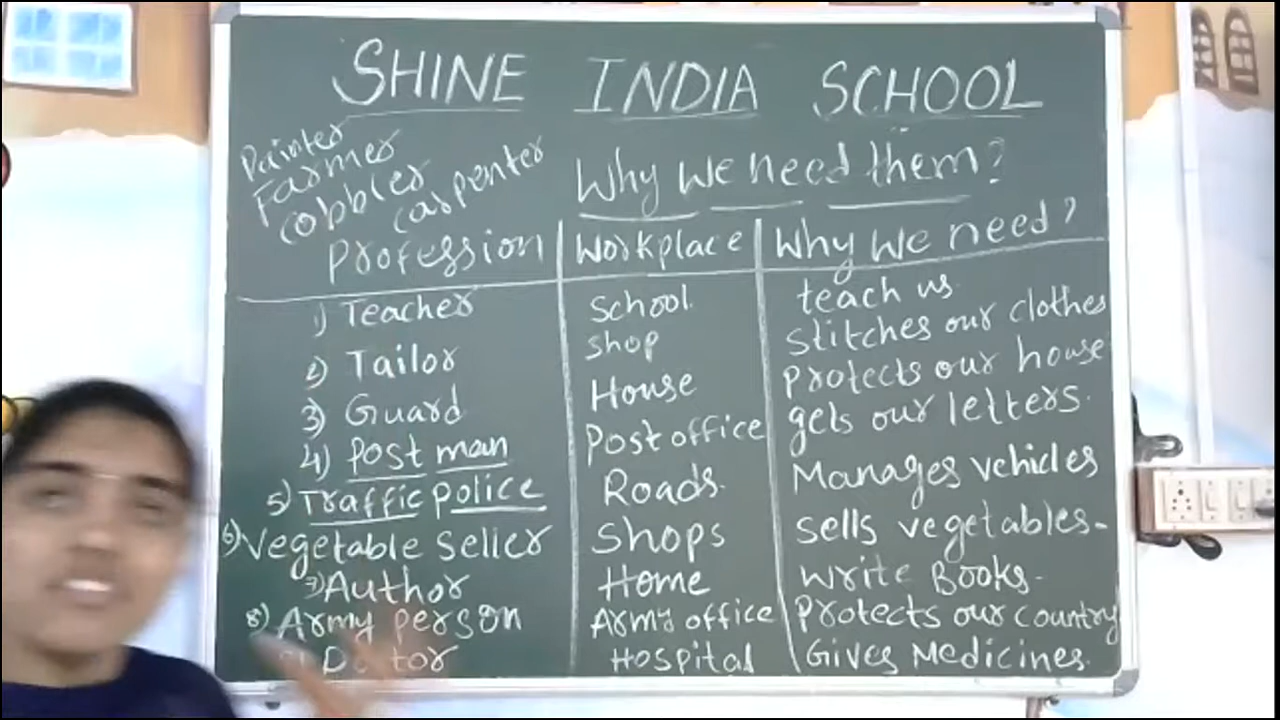 SHINE INDIA SCHOOL
Painter
Farmer
Cobbler
Carpenter
Why we need them?
Profession Workplace Why we need?
1) Teacher School teach us
2) Tailor Shop Stitches our clothes
3) Guard House Protects our house
4) Post man Post office gets our letters.
5) Traffic police Roads. Manages vehicles
6) Vegetable seller Shops sells vegetables-
7) Author Home Write Books-
8) Army person Army office Protects our country
Doctor Hospital Gives Medicines.